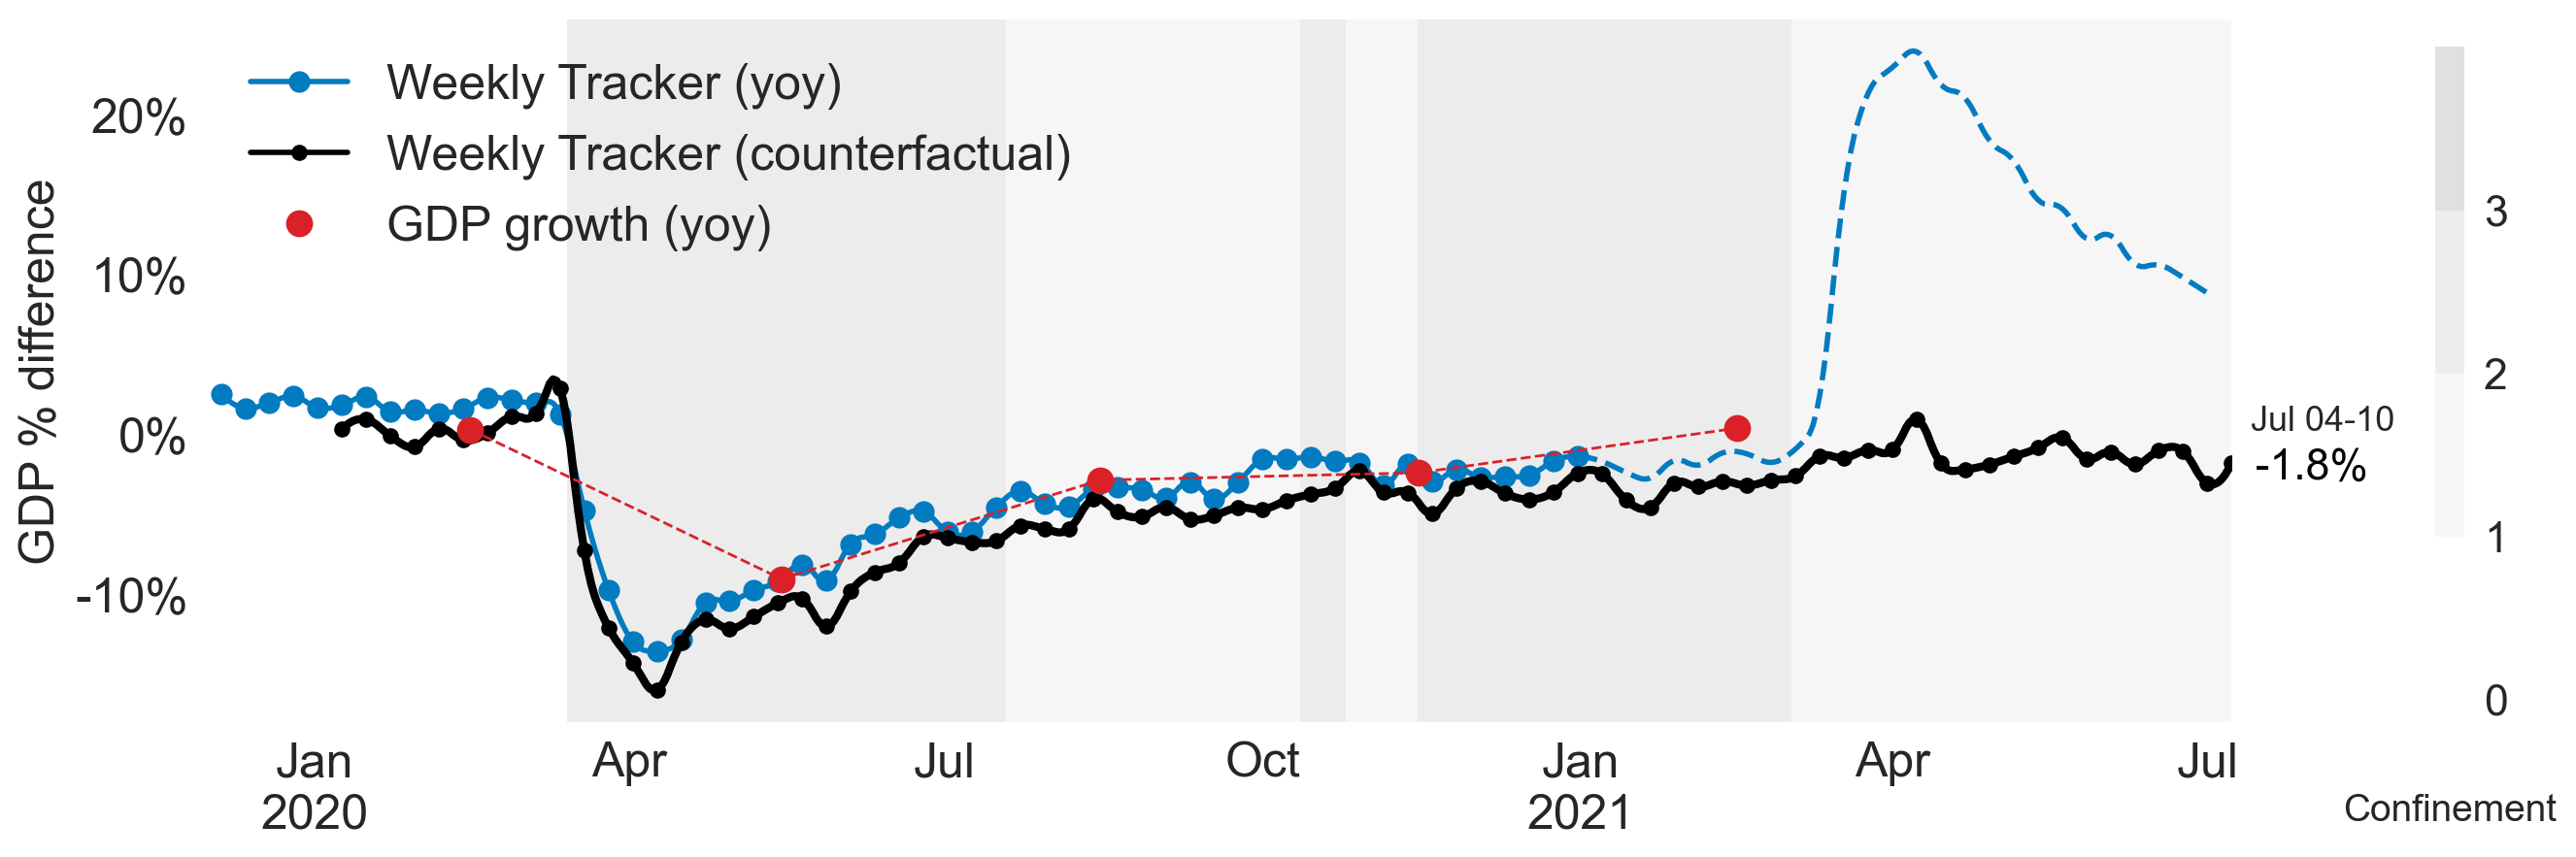 Weekly Tracker (yoy)
Weekly Tracker (counterfactual)
GDP growth (yoy)
GDP % difference
20%
10%
0%
-10%
Jan
2020
Apr
Jul
Oct
Jan
2021
Apr
Jul
Jul 04-10
-1.8%
3
2
1
0
Confinement